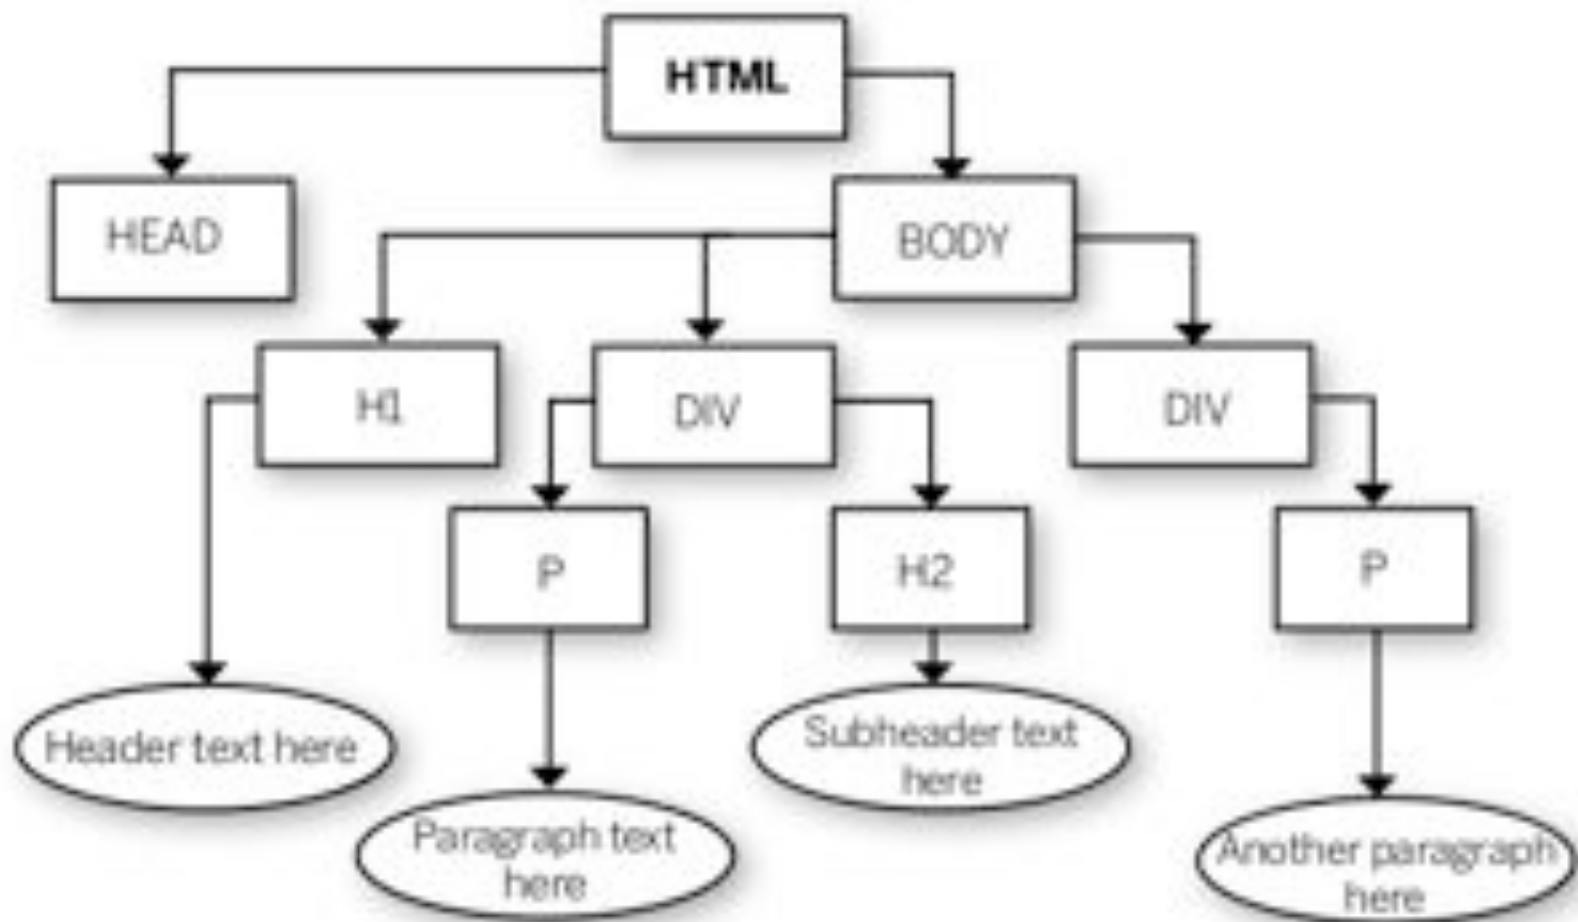 HTML
HEAD
BODY
H1
DIV
DIV
P
H2
P
Header text here
Subheader text
here
Paragraph text
here
Another paragraph
here